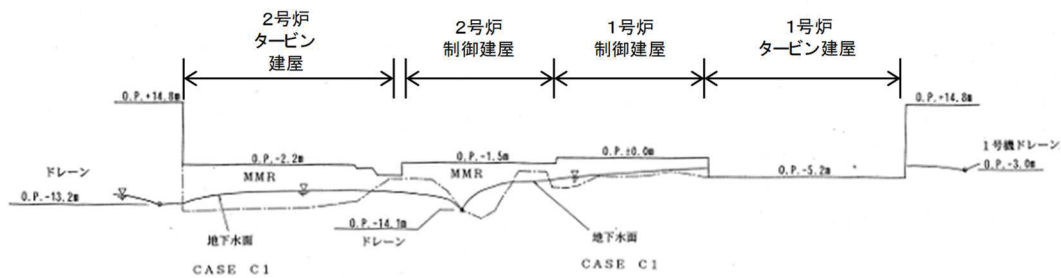 2号炉
タービン
建屋
2号炉
制御建屋
1号炉
制御建屋
1号炉
タービン建屋
O.P.+14.8m
O.P.+14.8m
O.P.-2.2m
O.P.-1.5m
O.P.±0.0m
ドレーン
MMR
MMR
1号機ドレーン
O.P.-3.0m
O.P.-5.2m
O.P.-13.2m
O.P.-14.1m
ドレーン
地下水面
地下水面
CASE C1
CASE C1